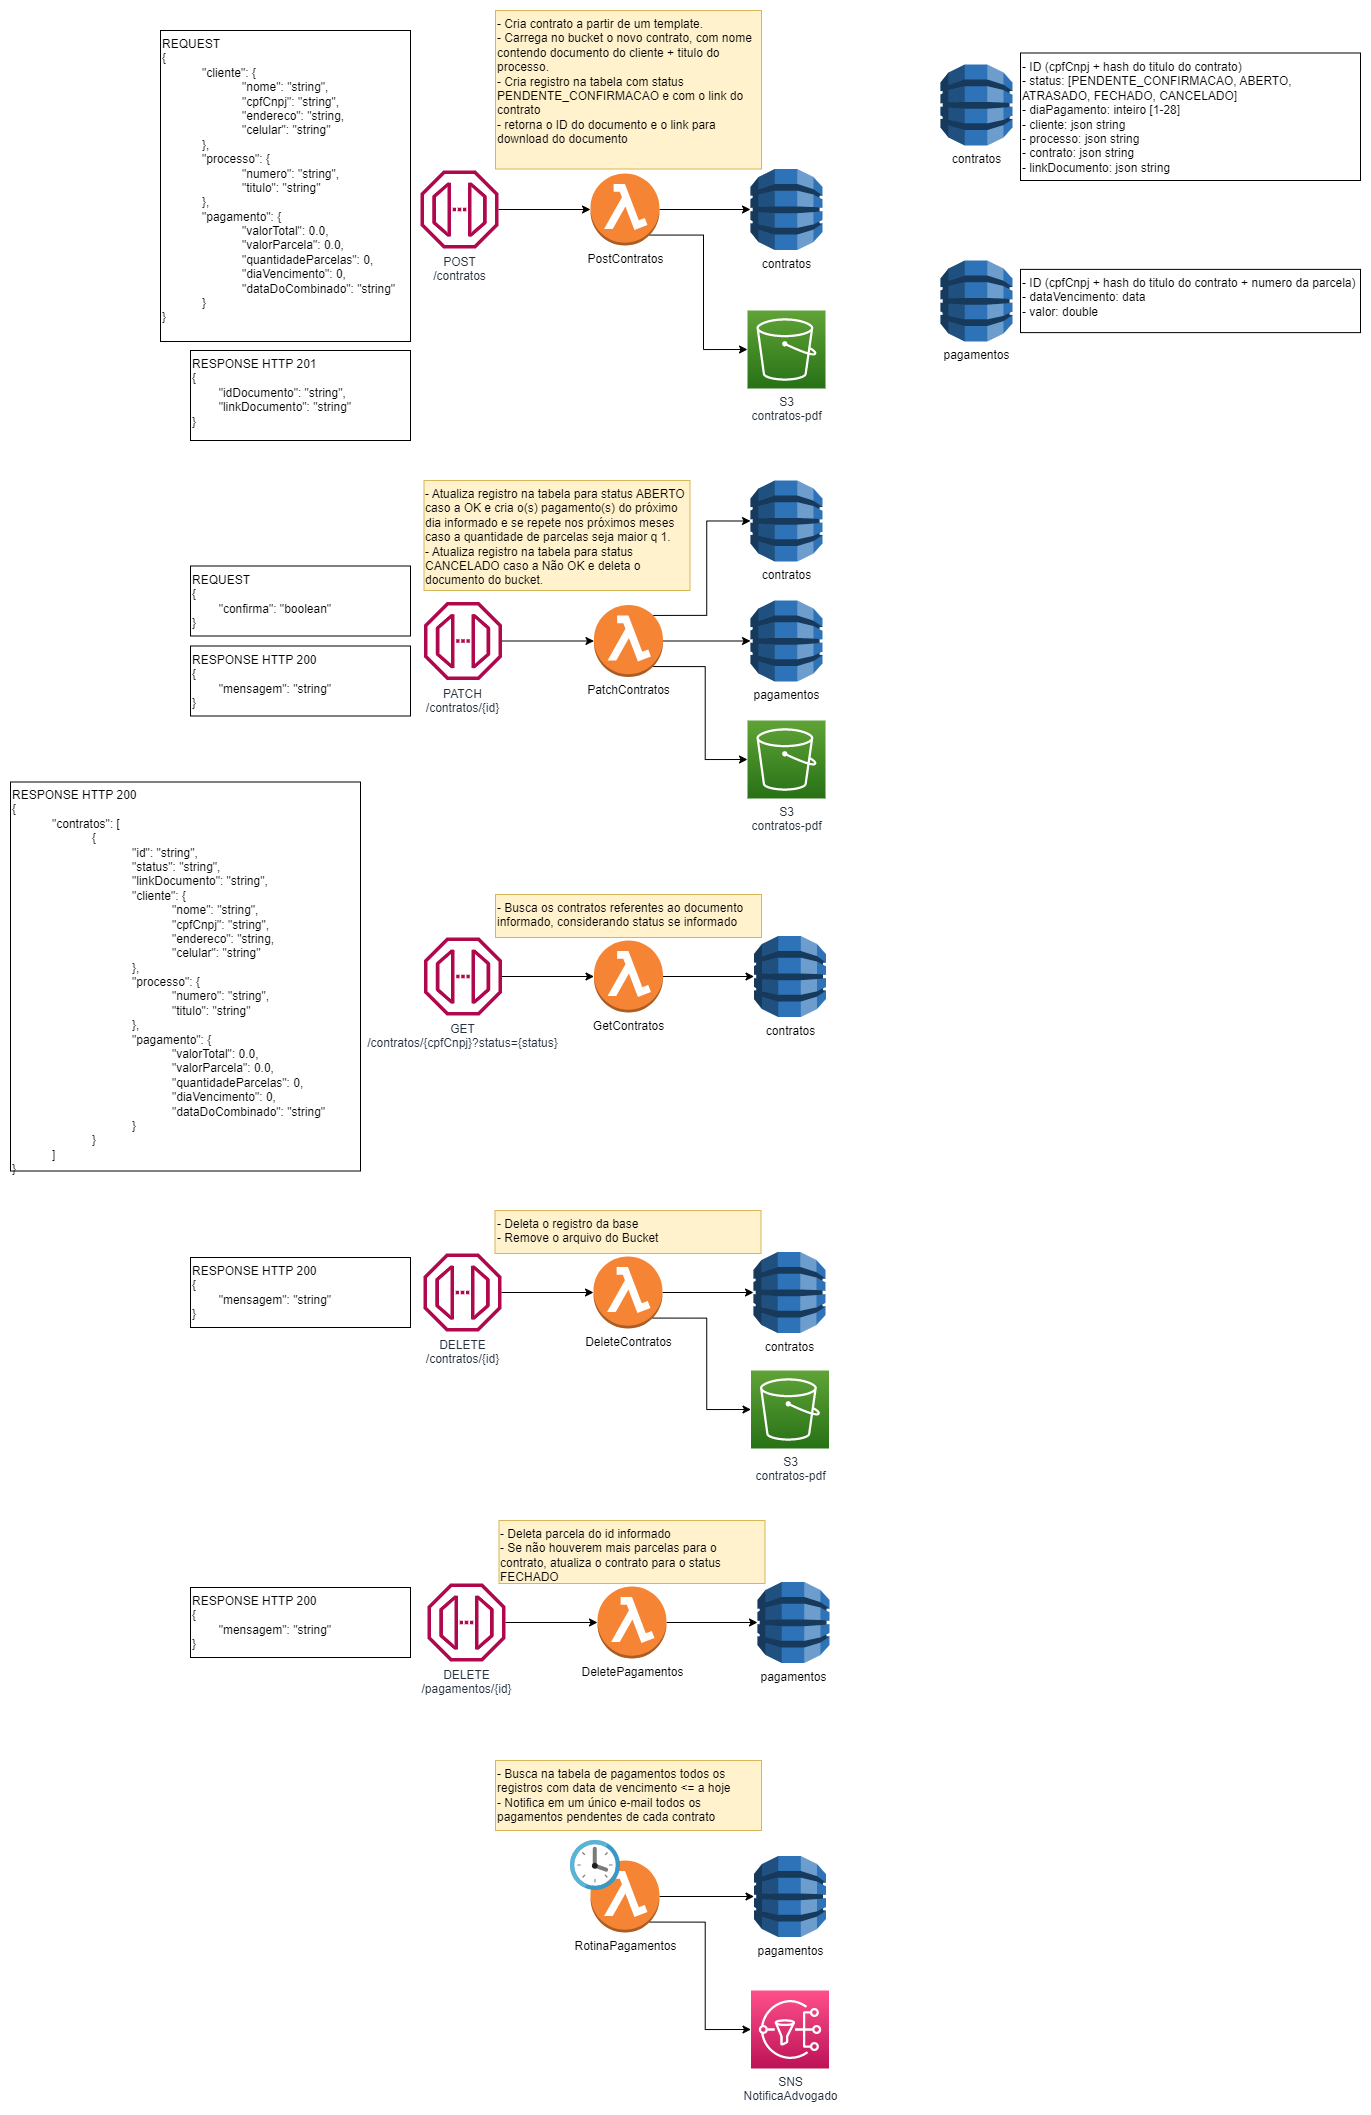 - Cria contrato a partir de um template.
- Carrega no bucket o novo contrato, com nome
contendo documento do cliente + titulo do
processo.
- Cria registro na tabela com status
PENDENTE_CONFIRMACAO e com o link do
contrato
- retorna o ID do documento e o link para
download do documento
REQUEST
{
"cliente": {
"nome": "string",
"cpfCnpj": "string",
"endereco": "string,
"celular": "string"
},
"processo": {
"numero": "string",
"titulo": "string"
},
"pagamento": {
"valorTotal": 0.0,
"valorParcela": 0.0,
"quantidadeParcelas": 0,
"diaVencimento": 0,
"dataDoCombinado": "string"
}
}
POST
/contratos
PostContratos
contratos
RESPONSE HTTP 201
{
"idDocumento": "string",
"linkDocumento": "string"
}
S3
contratos-pdf
contratos
- ID (cpfCnpj + hash do titulo do contrato)
- status: [PENDENTE_CONFIRMACAO, ABERTO,
ATRASADO, FECHADO, CANCELADO]
- diaPagamento: inteiro [1-28]
- cliente: json string
- processo: json string
- contrato: json string
- linkDocumento: json string
pagamentos
- ID (cpfCnpj + hash do titulo do contrato + numero da parcela)
- dataVencimento: data
- valor: double
- Atualiza registro na tabela para status ABERTO
caso a OK e cria o(s) pagamento(s) do próximo
dia informado e se repete nos próximos meses
caso a quantidade de parcelas seja maior q 1.
- Atualiza registro na tabela para status
CANCELADO caso a Não OK e deleta o
documento do bucket.
REQUEST
{
"confirma": "boolean"
}
RESPONSE HTTP 200
{
"mensagem": "string"
}
PATCH
/contratos/{id}
PatchContratos
contratos
pagamentos
S3
contratos-pdf
RESPONSE HTTP 200
{
"contratos": [
{
"id": "string",
"status": "string",
"linkDocumento": "string",
"cliente": {
"nome": "string",
"cpfCnpj": "string",
"endereco": "string,
"celular": "string"
},
"processo": {
"numero": "string",
"titulo": "string"
},
"pagamento": {
"valorTotal": 0.0,
"valorParcela": 0.0,
"quantidadeParcelas": 0,
"diaVencimento": 0,
"dataDoCombinado": "string"
}
}
]
}
- Busca os contratos referentes ao documento
informado, considerando status se informado
GET
/contratos/{cpfCnpj}?status={status}
GetContratos
contratos
- Deleta o registro da base
- Remove o arquivo do Bucket
RESPONSE HTTP 200
{
"mensagem": "string"
}
DELETE
/contratos/{id}
DeleteContratos
contratos
S3
contratos-pdf
- Deleta parcela do id informado
- Se não houverem mais parcelas para o
contrato, atualiza o contrato para o status
FECHADO
RESPONSE HTTP 200
{
"mensagem": "string"
}
DELETE
/pagamentos/{id}
DeletePagamentos
pagamentos
- Busca na tabela de pagamentos todos os
registros com data de vencimento <= a hoje
- Notifica em um único e-mail todos os
pagamentos pendentes de cada contrato
RotinaPagamentos
pagamentos
SNS
NotificaAdvogado